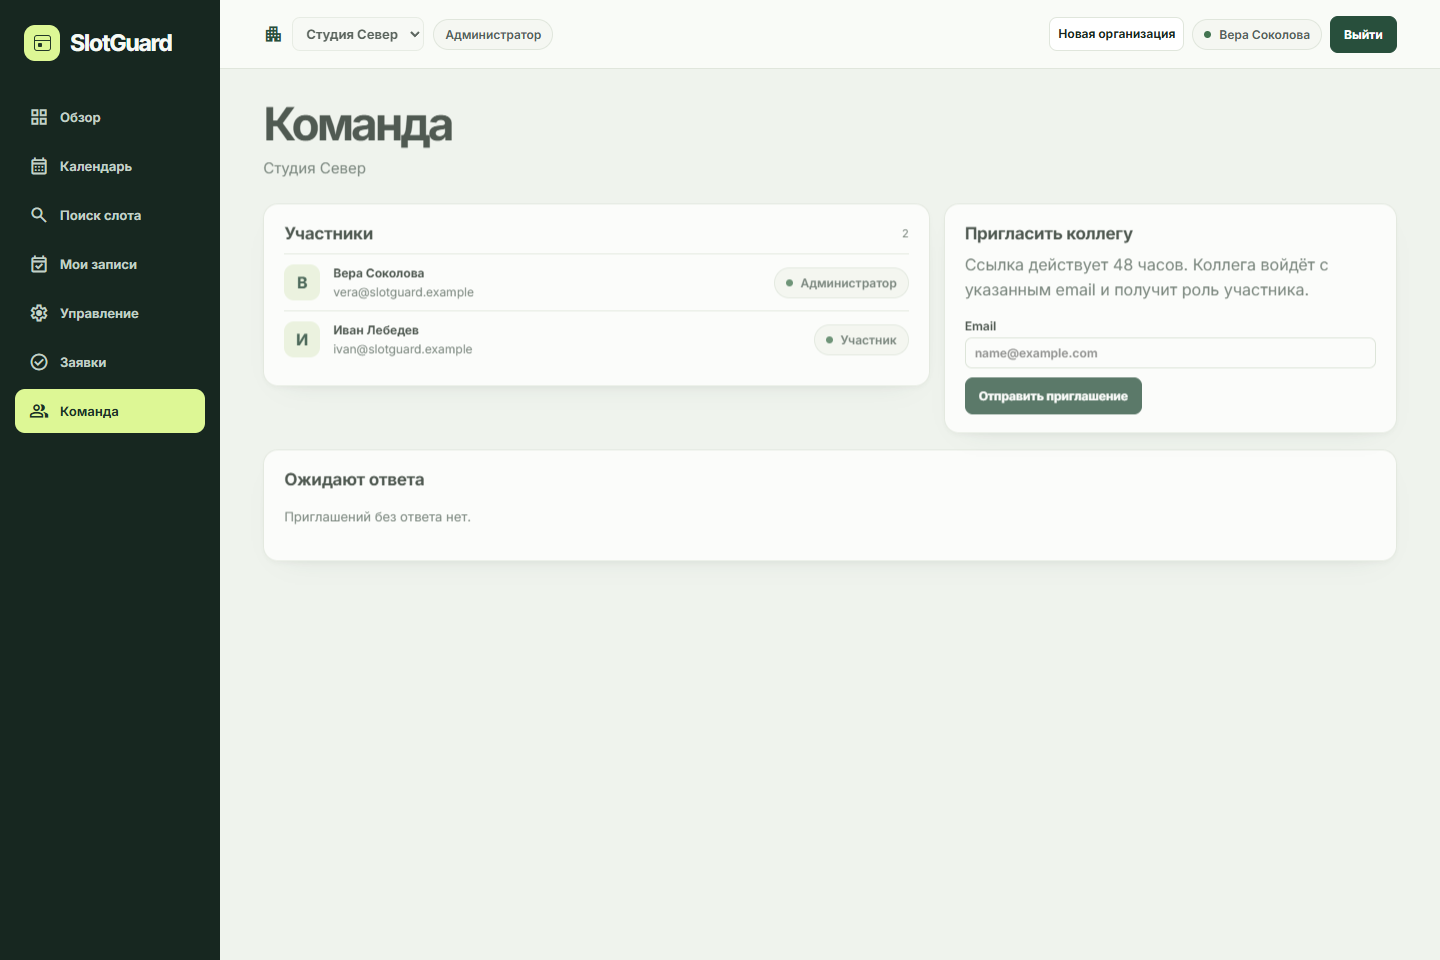 SlotGuard
Студия Север
Администратор
Новая организация
Вера Соколова
Выйти
Обзор
Календарь
Поиск слота
Мои записи
Управление
Заявки
Команда
Команда
Студия Север
Участники
2
В
Вера Соколова
vera@slotguard.example
Администратор
И
Иван Лебедев
ivan@slotguard.example
Участник
Пригласить коллегу
Ссылка действует 48 часов. Коллега войдёт с
указанным email и получит роль участника.
Email
name@example.com
Отправить приглашение
Ожидают ответа
Приглашений без ответа нет.